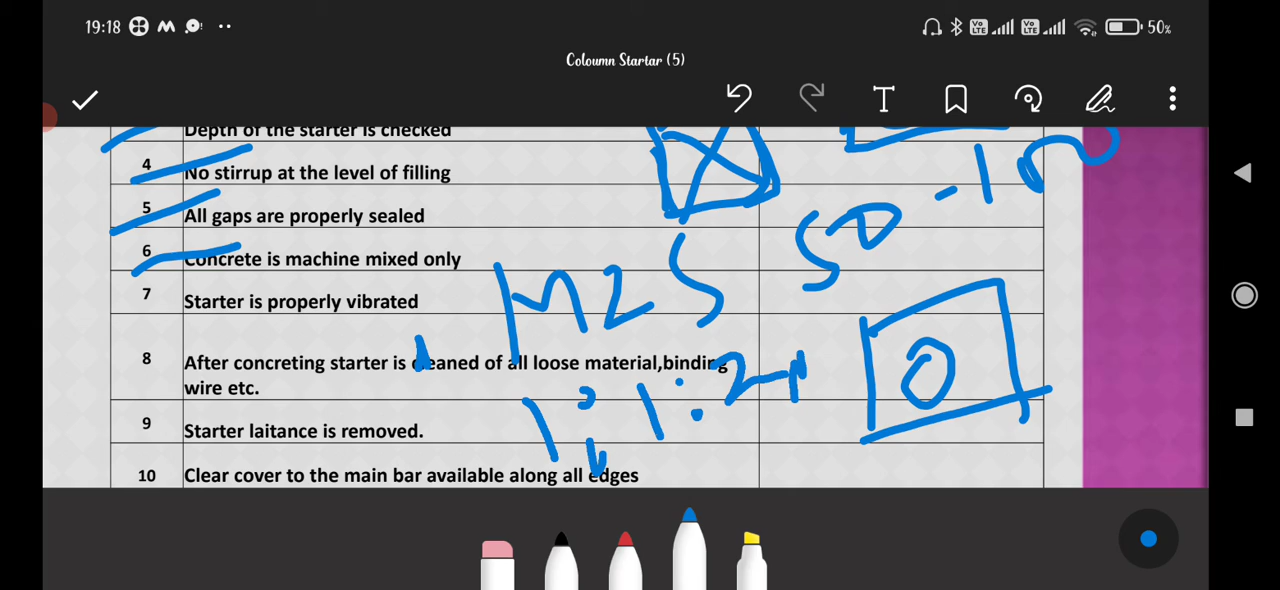 19:18 50%
Coloumn Startar (5)
T
Depth of the starter is checked
4 No stirrup at the level of filling
5 All gaps are properly sealed
6 Concrete is machine mixed only
7 Starter is properly vibrated
M25
50 - 100
8 After concreting starter is cleaned of all loose material,binding
wire etc.
1:1:2
9 Starter laitance is removed.
10 Clear cover to the main bar available along all edges